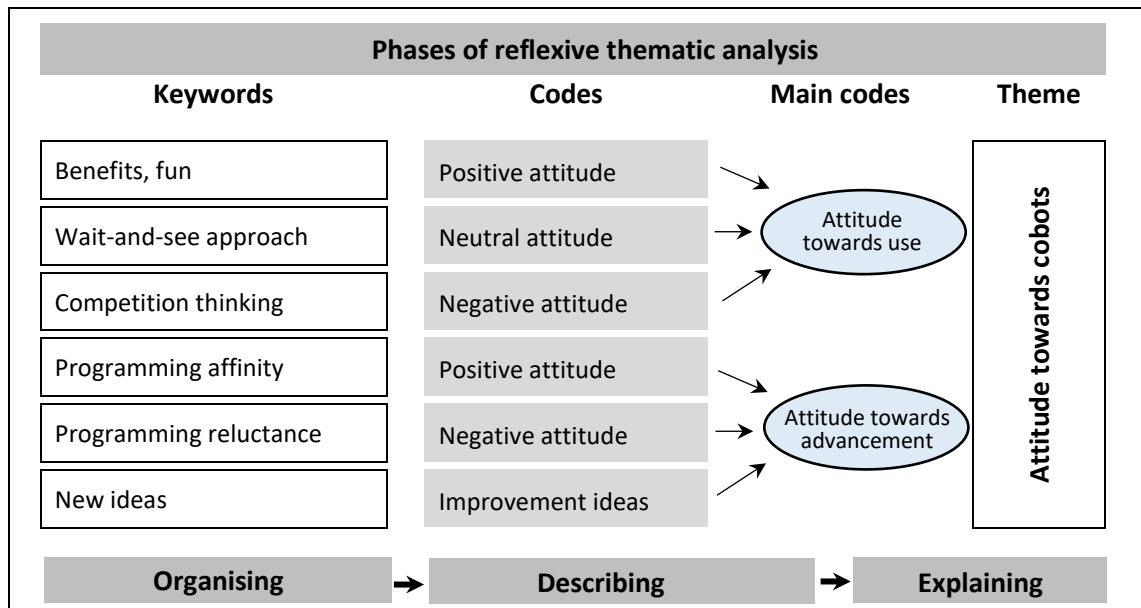 Phases of reflexive thematic analysis
Keywords Codes Main codes Theme
Benefits, fun
Positive attitude
Wait-and-see approach
Neutral attitude
Competition thinking
Negative attitude
Attitude
towards use
Programming affinity
Positive attitude
Programming reluctance
Negative attitude
New ideas
Improvement ideas
Attitude towards
advancement
Attitude towards cobots
Organising Describing Explaining